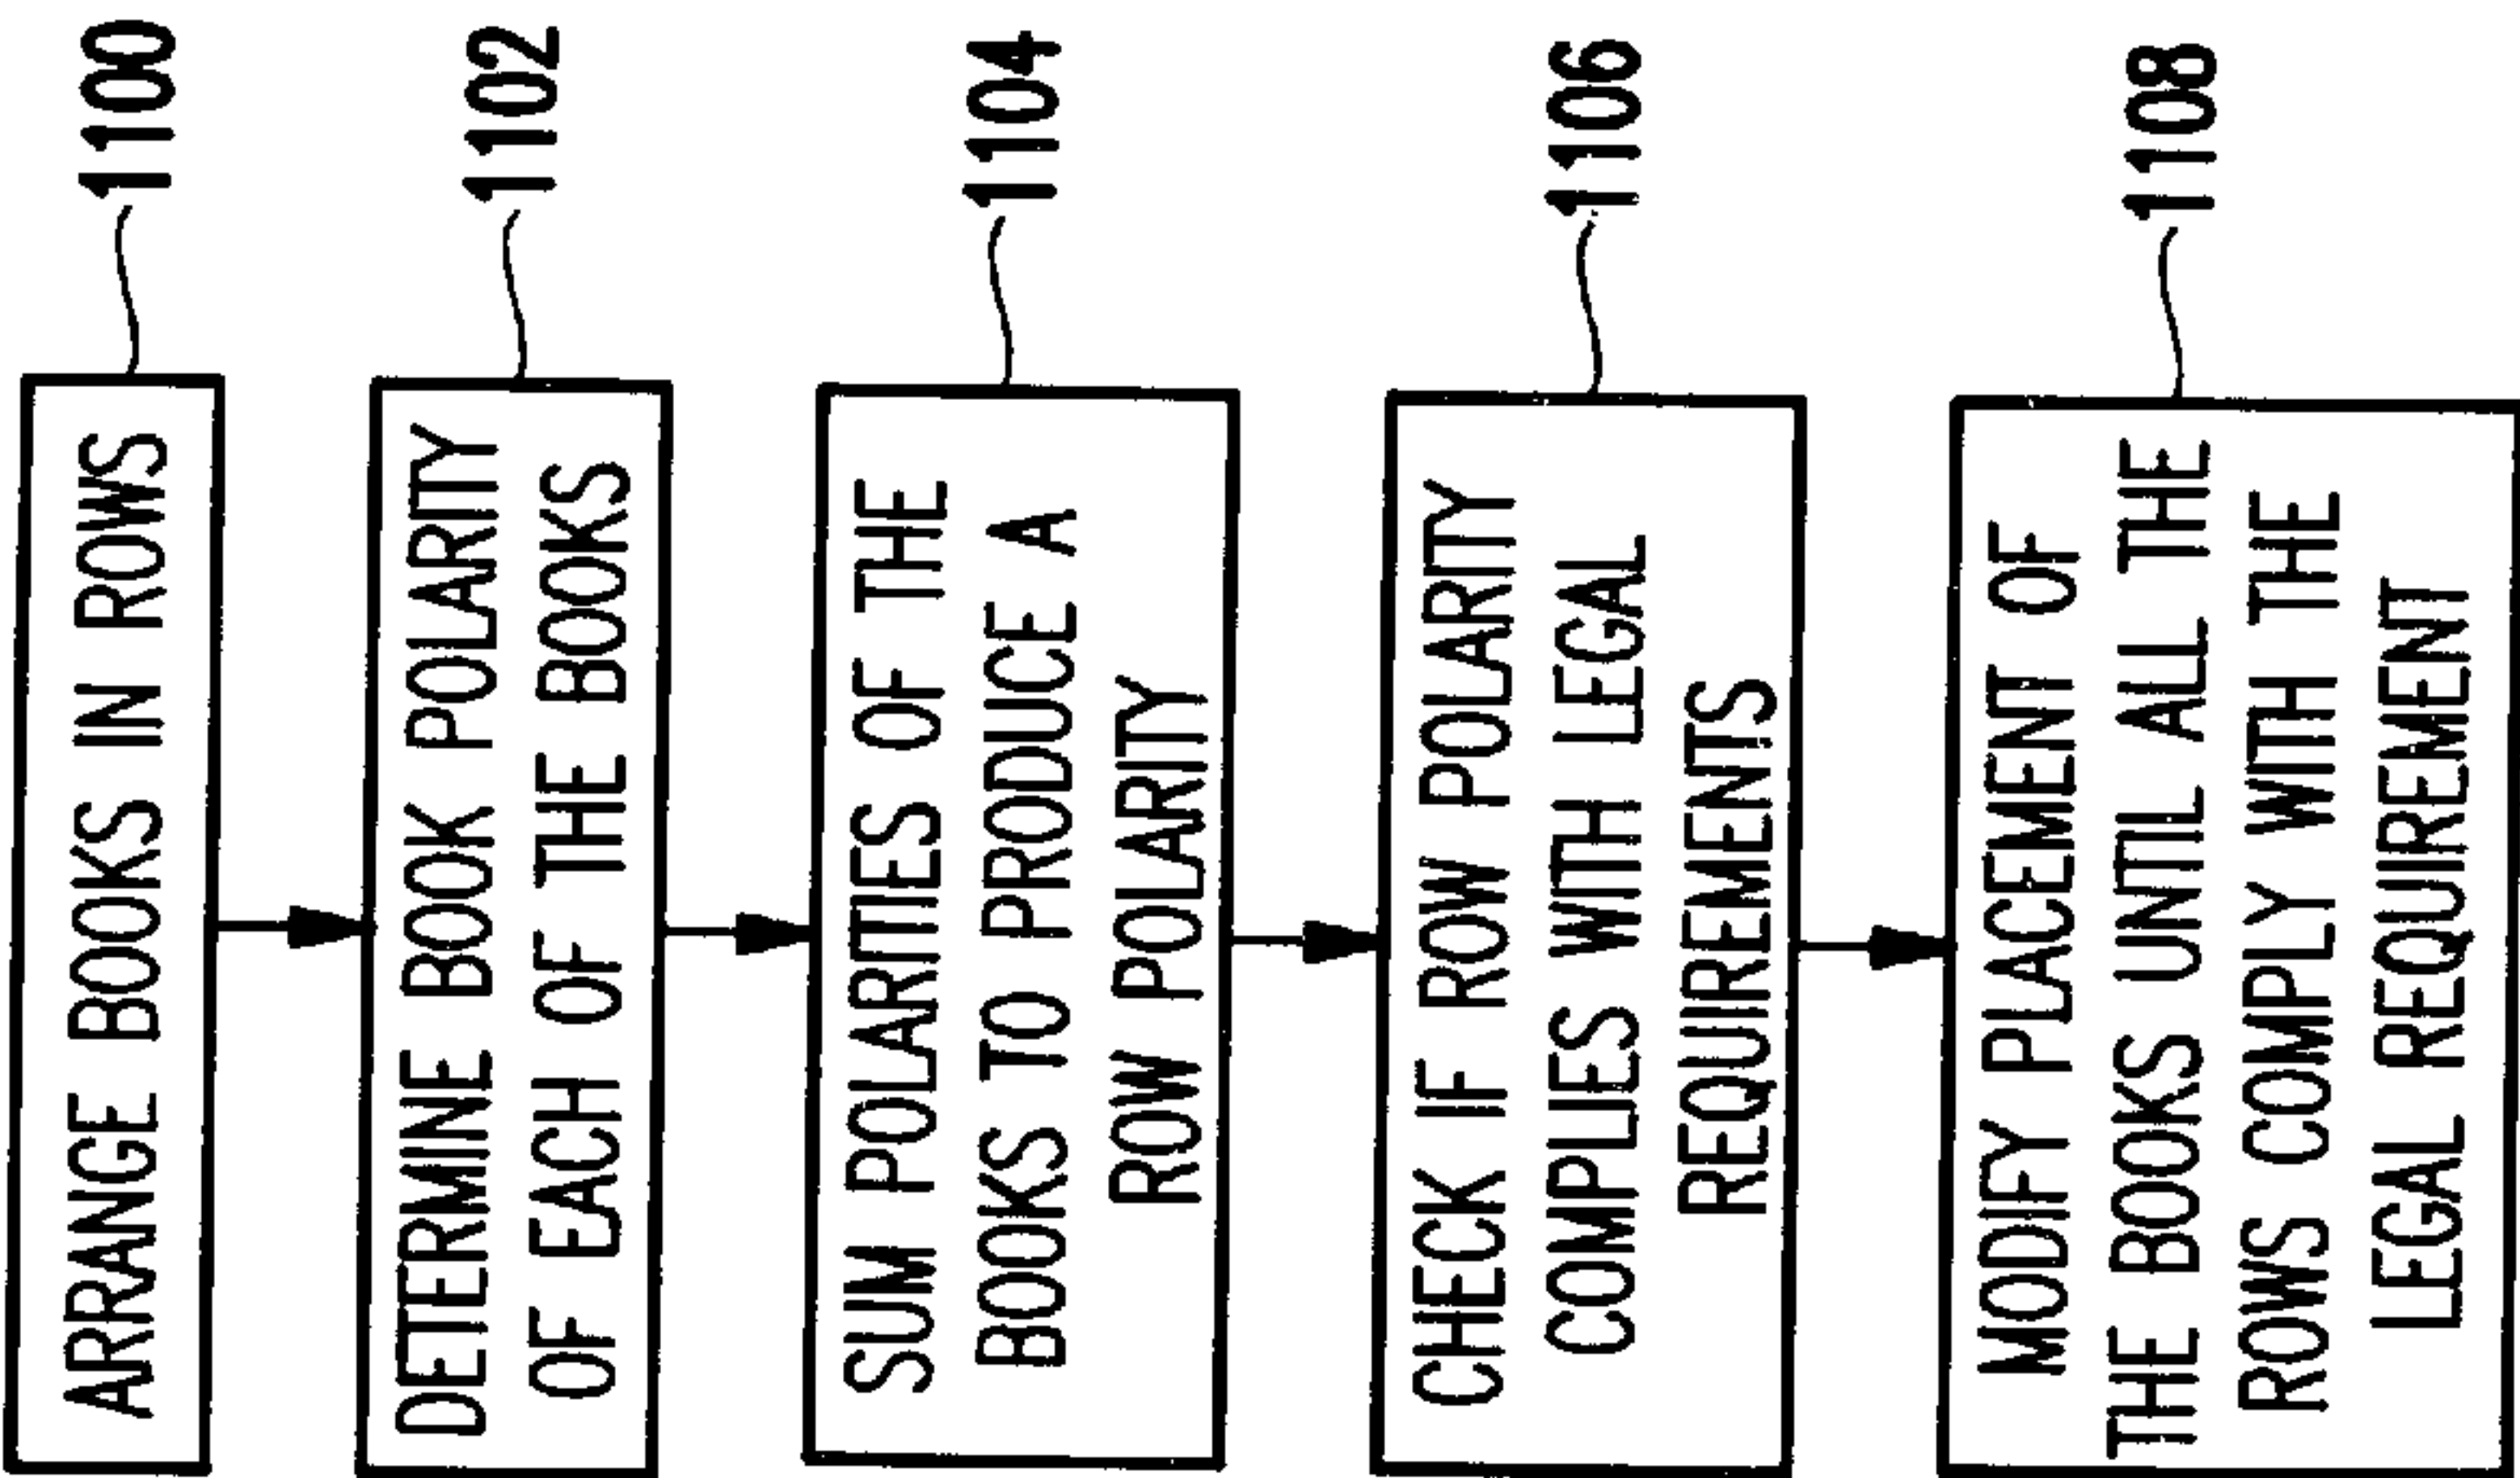 ARRANGE BOOKS IN ROWS
1100
DETERMINE BOOK POLARITY
OF EACH OF THE BOOKS
1102
SUM POLARITIES OF THE
BOOKS TO PRODUCE A
ROW POLARITY
1104
CHECK IF ROW POLARITY
COMPLIES WITH LEGAL
REQUIREMENTS
1106
MODIFY PLACEMENT OF
THE BOOKS UNTIL ALL THE
ROWS COMPLY WITH THE
LEGAL REQUIREMENT
1108